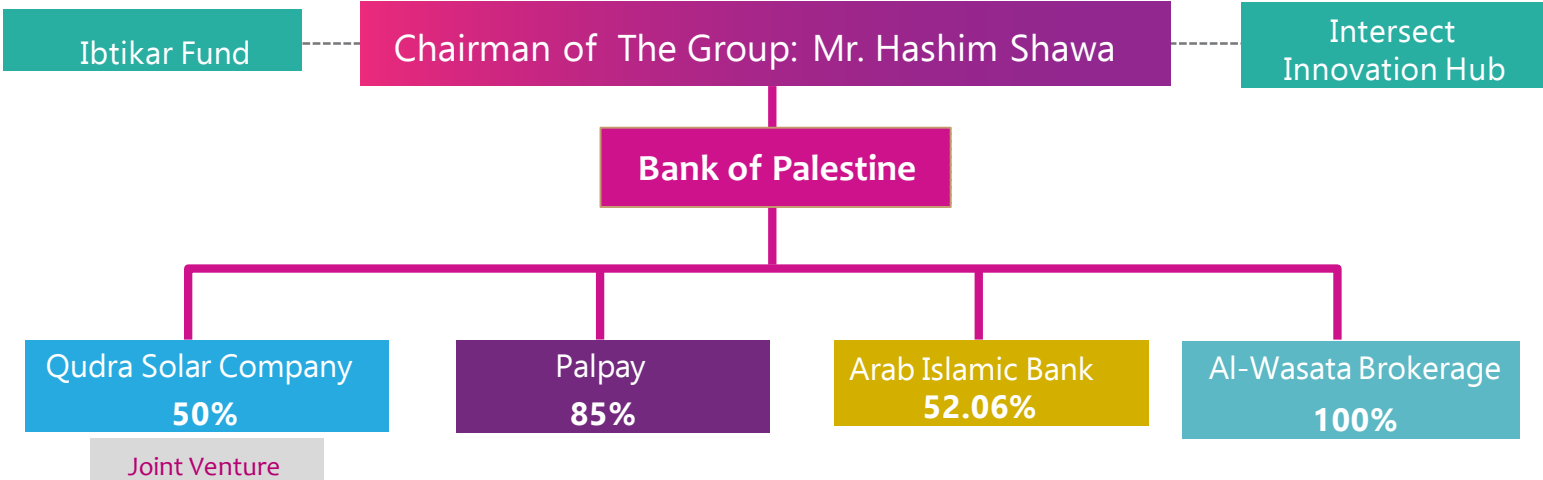 Ibtikar Fund
Chairman of The Group: Mr. Hashim Shawa
Intersect
Innovation Hub
Bank of Palestine
Qudra Solar Company
50%
Joint Venture
Palpay
85%
Arab Islamic Bank
52.06%
Al-Wasata Brokerage
100%